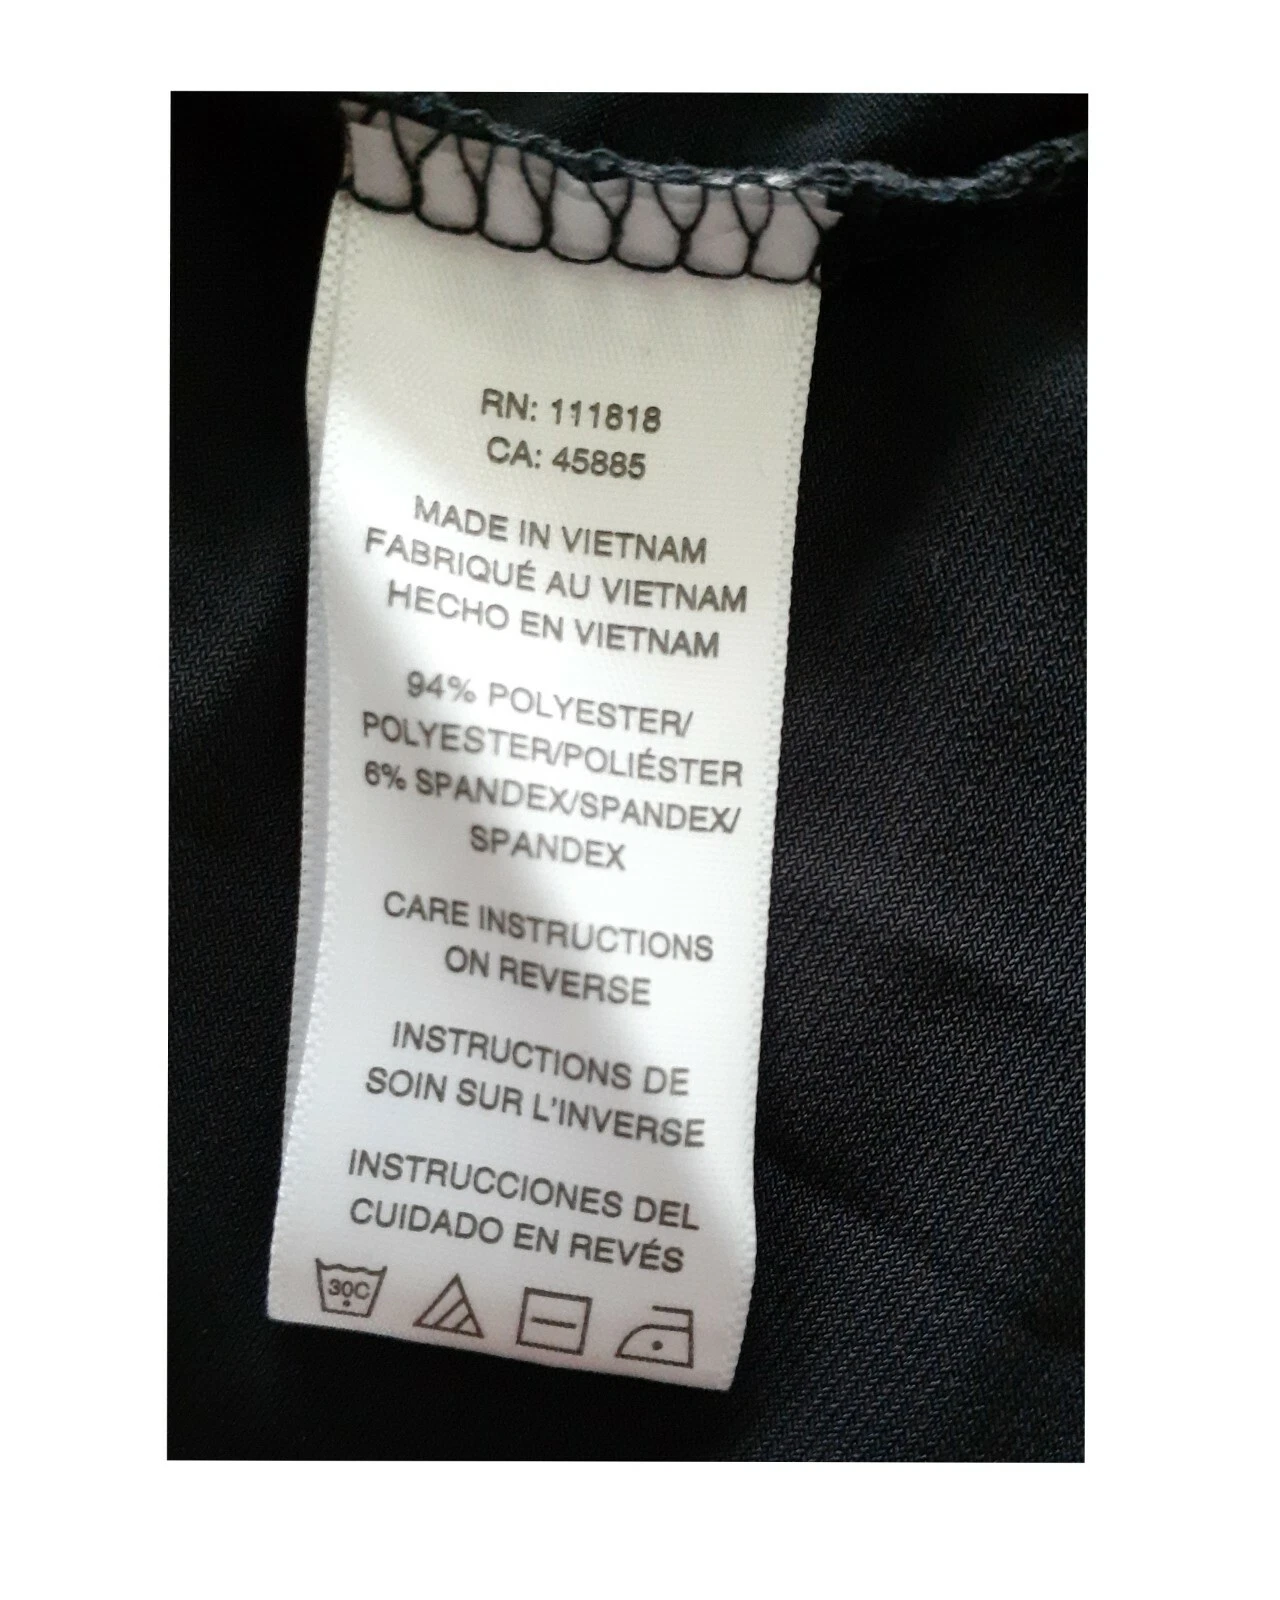 RN: 111818
CA: 45885
MADE IN VIETNAM
FABRIQUÉ AU VIETNAM
HECHO EN VIETNAM
94% POLYESTER/
POLYESTER/POLIÉSTER
6% SPANDEX/SPANDEX/
SPANDEX
CARE INSTRUCTIONS
ON REVERSE
INSTRUCTIONS DE
SOIN SUR L'INVERSE
INSTRUCCIONES DEL
CUIDADO EN REVÉS
30C